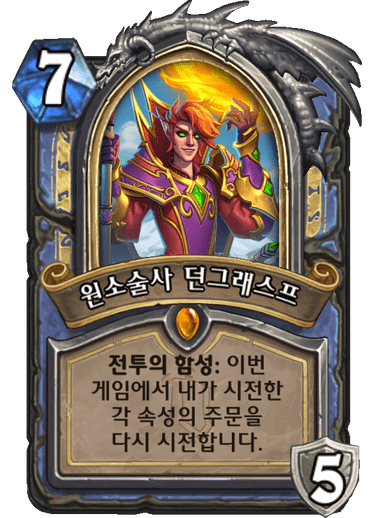 7
원소술사 던그래스프
전투의 함성: 이번
게임에서 내가 시전한
각 속성의 주문을
다시 시전합니다.
5